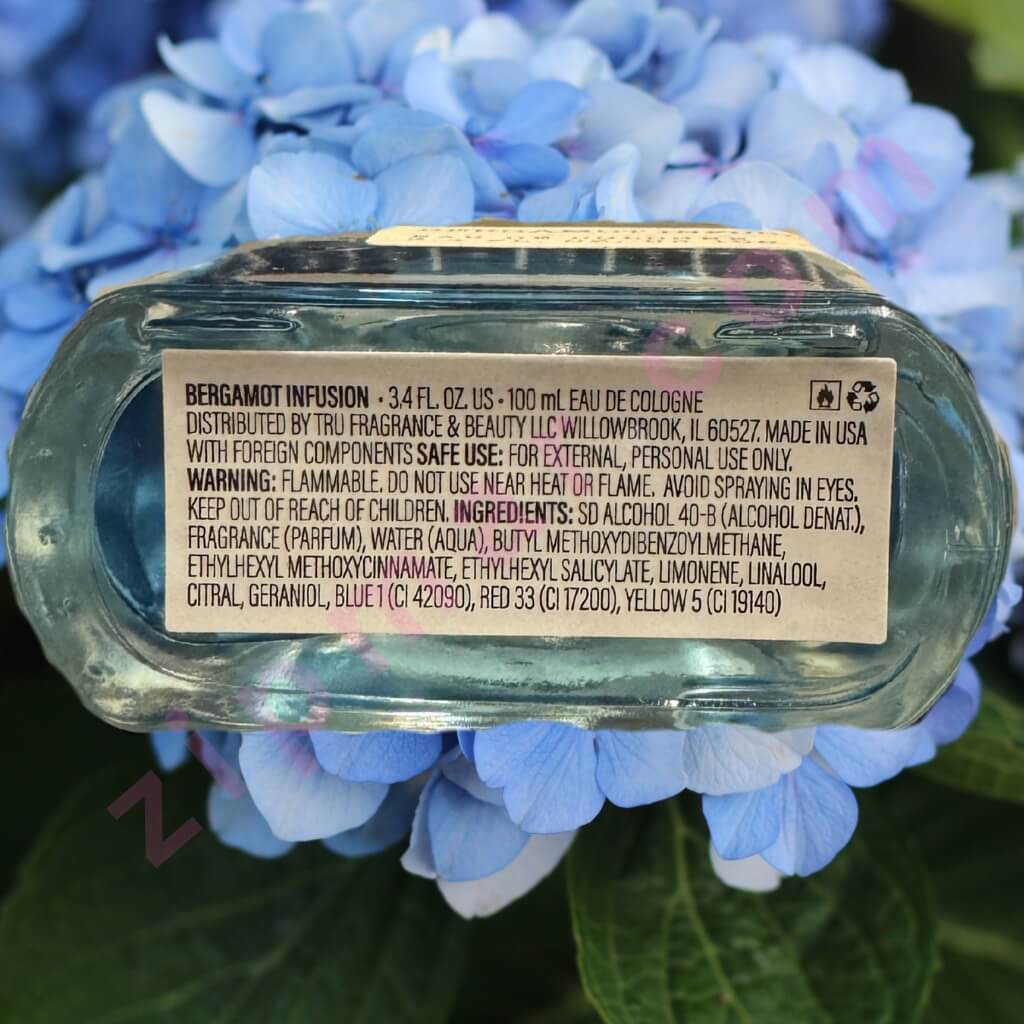 BERGAMOT INFUSION • 3.4 FL. OZ. US • 100 mL EAU DE COLOGNE
DISTRIBUTED BY TRU FRAGRANCE & BEAUTY LLC WILLOWBROOK, IL 60527. MADE IN USA
WITH FOREIGN COMPONENTS SAFE USE: FOR EXTERNAL, PERSONAL USE ONLY.
WARNING: FLAMMABLE. DO NOT USE NEAR HEAT OR FLAME. AVOID SPRAYING IN EYES.
KEEP OUT OF REACH OF CHILDREN. INGREDIENTS: SD ALCOHOL 40-B (ALCOHOL DENAT.),
FRAGRANCE (PARFUM), WATER (AQUA), BUTYL METHOXYDIBENZOYLMETHANE,
ETHYLHEXYL METHOXYCINNAMATE, ETHYLHEXYL SALICYLATE, LIMONENE, LINALOOL,
CITRAL, GERANIOL, BLUE 1 (CI 42090), RED 33 (CI 17200), YELLOW 5 (CI 19140)